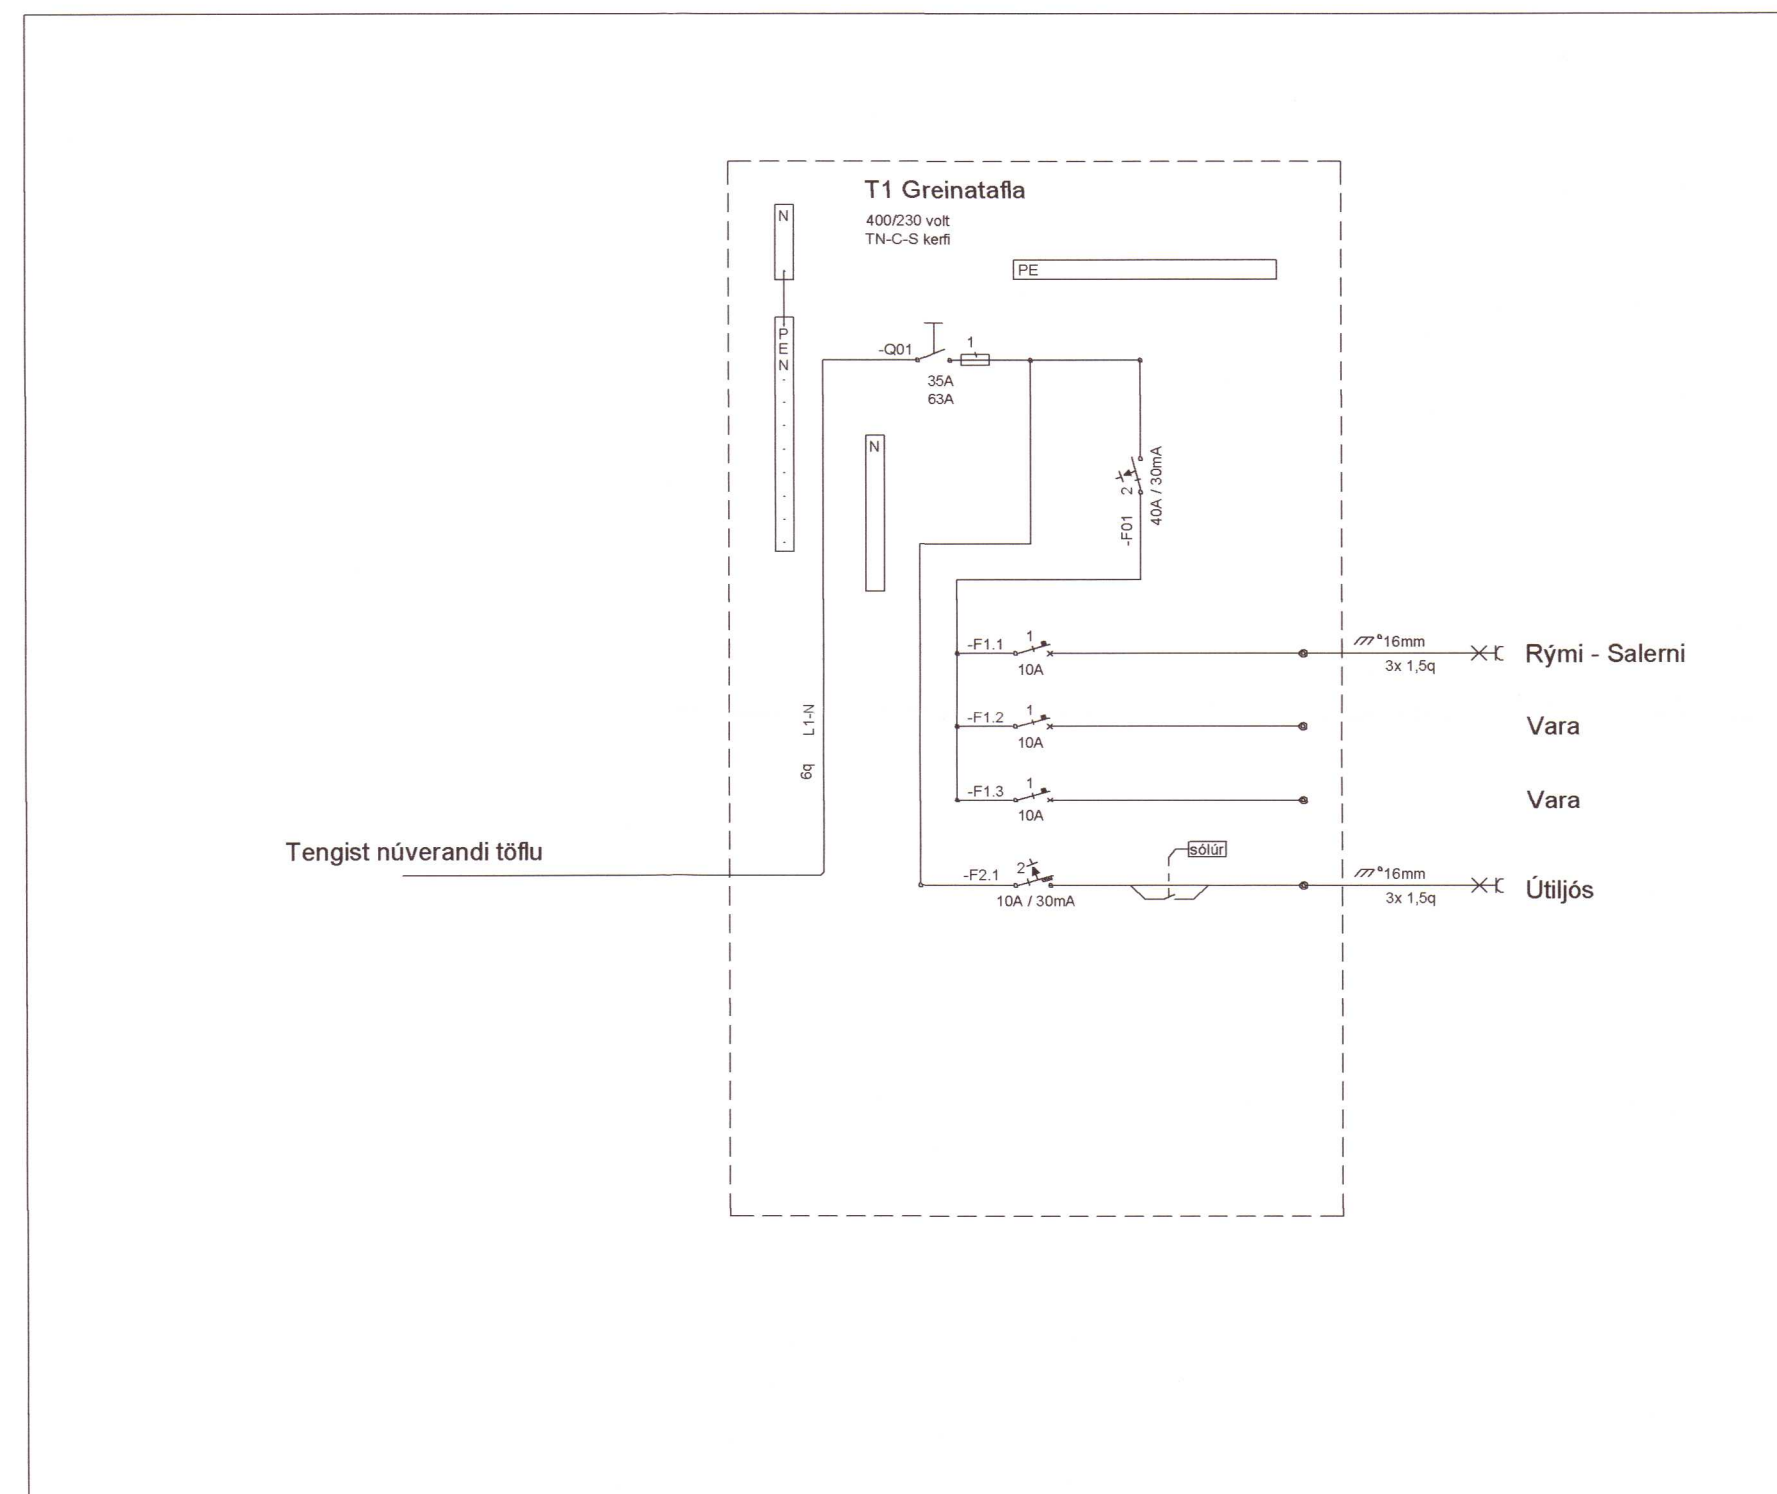 T1 Greinatafla
400/230 volt
TN-C-S kerfi
N
PE
PEN
-Q01
1
35A
63A
N
2
-F01
40A / 30mA
-F1.1
1
10A
16mm
3x 1,5q
Rými - Salerni
-F1.2
1
10A
Vara
L1-N
6q
-F1.3
1
10A
Vara
Tengist núverandi töflu
sólúr
-F2.1
2
10A / 30mA
16mm
3x 1,5q
Útiljós